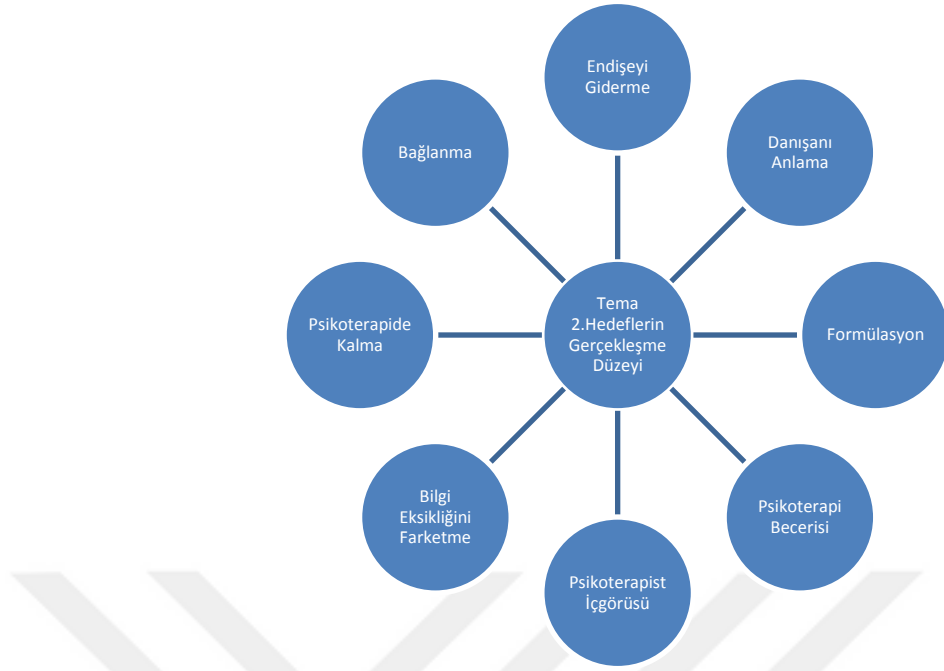 Endişeyi
Giderme
Danışanı
Anlama
Formülasyon
Psikoterapi
Becerisi
Psikoterapist
İçgörüsü
Bilgi
Eksikliğini
Farketme
Psikoterapide
Kalma
Bağlanma
Tema
2.Hedeflerin
Gerçekleşme
Düzeyi